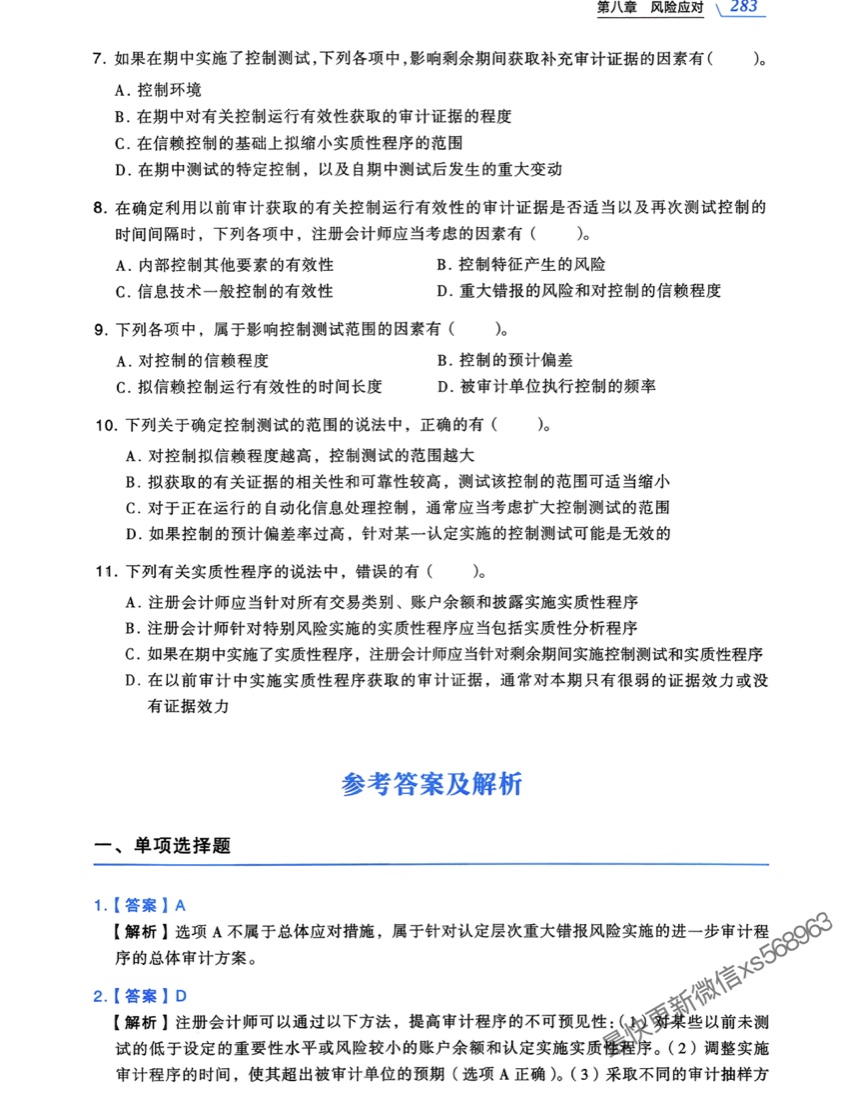 第八章　风险应对　283
7. 如果在期中实施了控制测试,下列各项中,影响剩余期间获取补充审计证据的因素有(　　)。
A. 控制环境
B. 在期中对有关控制运行有效性获取的审计证据的程度
C. 在信赖控制的基础上拟缩小实质性程序的范围
D. 在期中测试的特定控制，以及自期中测试后发生的重大变动
8. 在确定利用以前审计获取的有关控制运行有效性的审计证据是否适当以及再次测试控制的
时间间隔时，下列各项中，注册会计师应当考虑的因素有（　　）。
A. 内部控制其他要素的有效性　　B. 控制特征产生的风险
C. 信息技术一般控制的有效性　　D. 重大错报的风险和对控制的信赖程度
9. 下列各项中，属于影响控制测试范围的因素有（　　）。
A. 对控制的信赖程度　　B. 控制的预计偏差
C. 拟信赖控制运行有效性的时间长度　　D. 被审计单位执行控制的频率
10. 下列关于确定控制测试的范围的说法中，正确的有（　　）。
A. 对控制拟信赖程度越高，控制测试的范围越大
B. 拟获取的有关证据的相关性和可靠性较高，测试该控制的范围可适当缩小
C. 对于正在运行的自动化信息处理控制，通常应当考虑扩大控制测试的范围
D. 如果控制的预计偏差率过高，针对某一认定实施的控制测试可能是无效的
11. 下列有关实质性程序的说法中，错误的有（　　）。
A. 注册会计师应当针对所有交易类别、账户余额和披露实施实质性程序
B. 注册会计师针对特别风险实施的实质性程序应当包括实质性分析程序
C. 如果在期中实施了实质性程序，注册会计师应当针对剩余期间实施控制测试和实质性程序
D. 在以前审计中实施实质性程序获取的审计证据，通常对本期只有很弱的证据效力或没
有证据效力
参考答案及解析
一、单项选择题
1.【答案】A
【解析】选项 A 不属于总体应对措施，属于针对认定层次重大错报风险实施的进一步审计程
序的总体审计方案。
2.【答案】D
【解析】注册会计师可以通过以下方法，提高审计程序的不可预见性：（1）对某些以前未测
试的低于设定的重要性水平或风险较小的账户余额和认定实施实质性程序。（2）调整实施
审计程序的时间，使其超出被审计单位的预期（选项 A 正确）。（3）采取不同的审计抽样方
最快更新微信xs568963